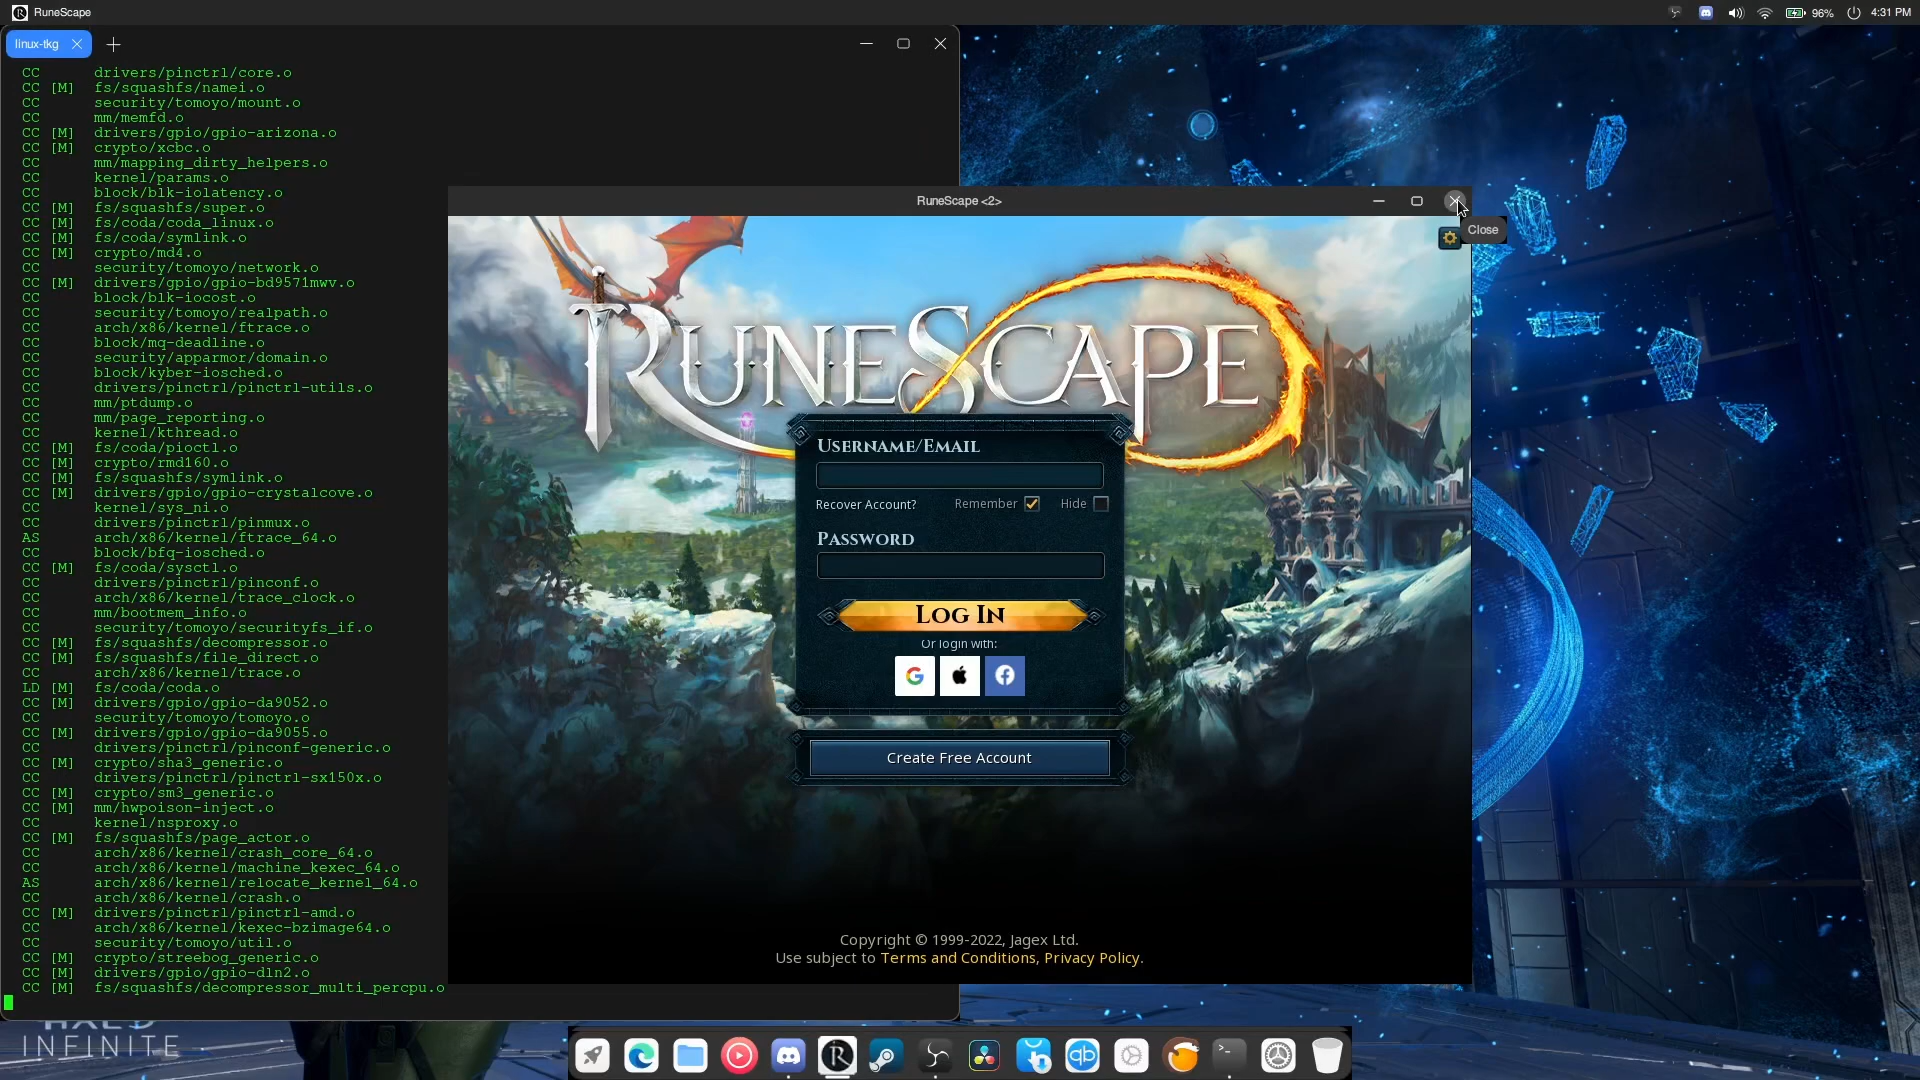 RuneScape
96%
4:31 PM
linux-tkg
CC drivers/pinctrl/core.o
CC [M] fs/squashfs/namei.o
CC security/tomoyo/mount.o
CC mm/memfd.o
CC [M] drivers/gpio/gpio-arizona.o
CC [M] crypto/xcbc.o
CC mm/mapping_dirty_helpers.o
CC kernel/params.o
CC block/blk-iolatency.o
CC [M] fs/squashfs/super.o
CC [M] fs/coda/coda_linux.o
CC [M] fs/coda/symlink.o
CC [M] crypto/md4.o
CC security/tomoyo/network.o
CC [M] drivers/gpio/gpio-bd9571mwv.o
CC block/blk-iocost.o
CC security/tomoyo/realpath.o
CC arch/x86/kernel/ftrace.o
CC block/mq-deadline.o
CC security/apparmor/domain.o
CC block/kyber-iosched.o
CC drivers/pinctrl/pinctrl-utils.o
CC mm/ptdump.o
CC mm/page_reporting.o
CC kernel/kthread.o
CC [M] fs/coda/pioctl.o
CC [M] crypto/rmd160.o
CC [M] fs/squashfs/symlink.o
CC [M] drivers/gpio/gpio-crystalcove.o
CC kernel/sys_ni.o
CC drivers/pinctrl/pinmux.o
AS arch/x86/kernel/ftrace_64.o
CC block/bfq-iosched.o
CC [M] fs/coda/sysctl.o
CC drivers/pinctrl/pinconf.o
CC arch/x86/kernel/trace_clock.o
CC mm/bootmem_info.o
CC security/tomoyo/securityfs_if.o
CC [M] fs/squashfs/decompressor.o
CC [M] fs/squashfs/file_direct.o
CC arch/x86/kernel/trace.o
LD [M] fs/coda/coda.o
CC [M] drivers/gpio/gpio-da9052.o
CC security/tomoyo/tomoyo.o
CC [M] drivers/gpio/gpio-da9055.o
CC drivers/pinctrl/pinconf-generic.o
CC [M] crypto/sha3_generic.o
CC drivers/pinctrl/pinctrl-sx150x.o
CC [M] crypto/sm3_generic.o
CC [M] mm/hwpoison-inject.o
CC kernel/nsproxy.o
CC [M] fs/squashfs/page_actor.o
CC arch/x86/kernel/crash_core_64.o
CC arch/x86/kernel/machine_kexec_64.o
AS arch/x86/kernel/relocate_kernel_64.o
CC arch/x86/kernel/crash.o
CC [M] drivers/pinctrl/pinctrl-amd.o
CC arch/x86/kernel/kexec-bzimage64.o
CC security/tomoyo/util.o
CC [M] crypto/streebog_generic.o
CC [M] drivers/gpio/gpio-dln2.o
CC [M] fs/squashfs/decompressor_multi_percpu.o
RuneScape <2>
Close
RUNESCAPE
USERNAME/EMAIL
Recover Account? Remember Hide
PASSWORD
LOG IN
Or login with:
Create Free Account
Copyright © 1999-2022, Jagex Ltd.
Use subject to Terms and Conditions, Privacy Policy.
INFINITE
qb